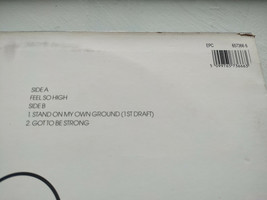 EPC
SIDE A
FEEL SO HIGH
SIDE B
1. STAND ON MY OWN GROUND (1ST DRAFT)
2. GOT TO BE STRONG